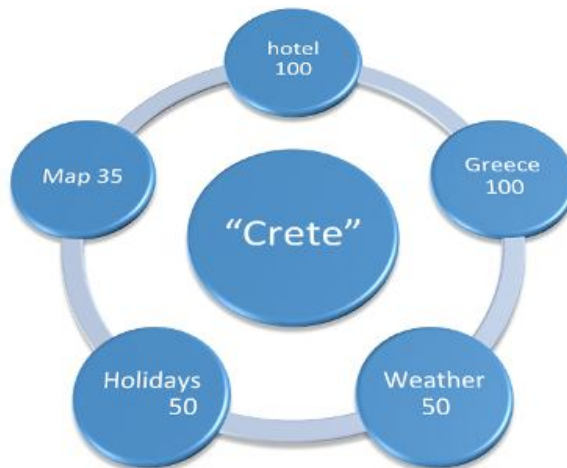 hotel
100
Greece
100
Map 35
“Crete”
Holidays
50
Weather
50